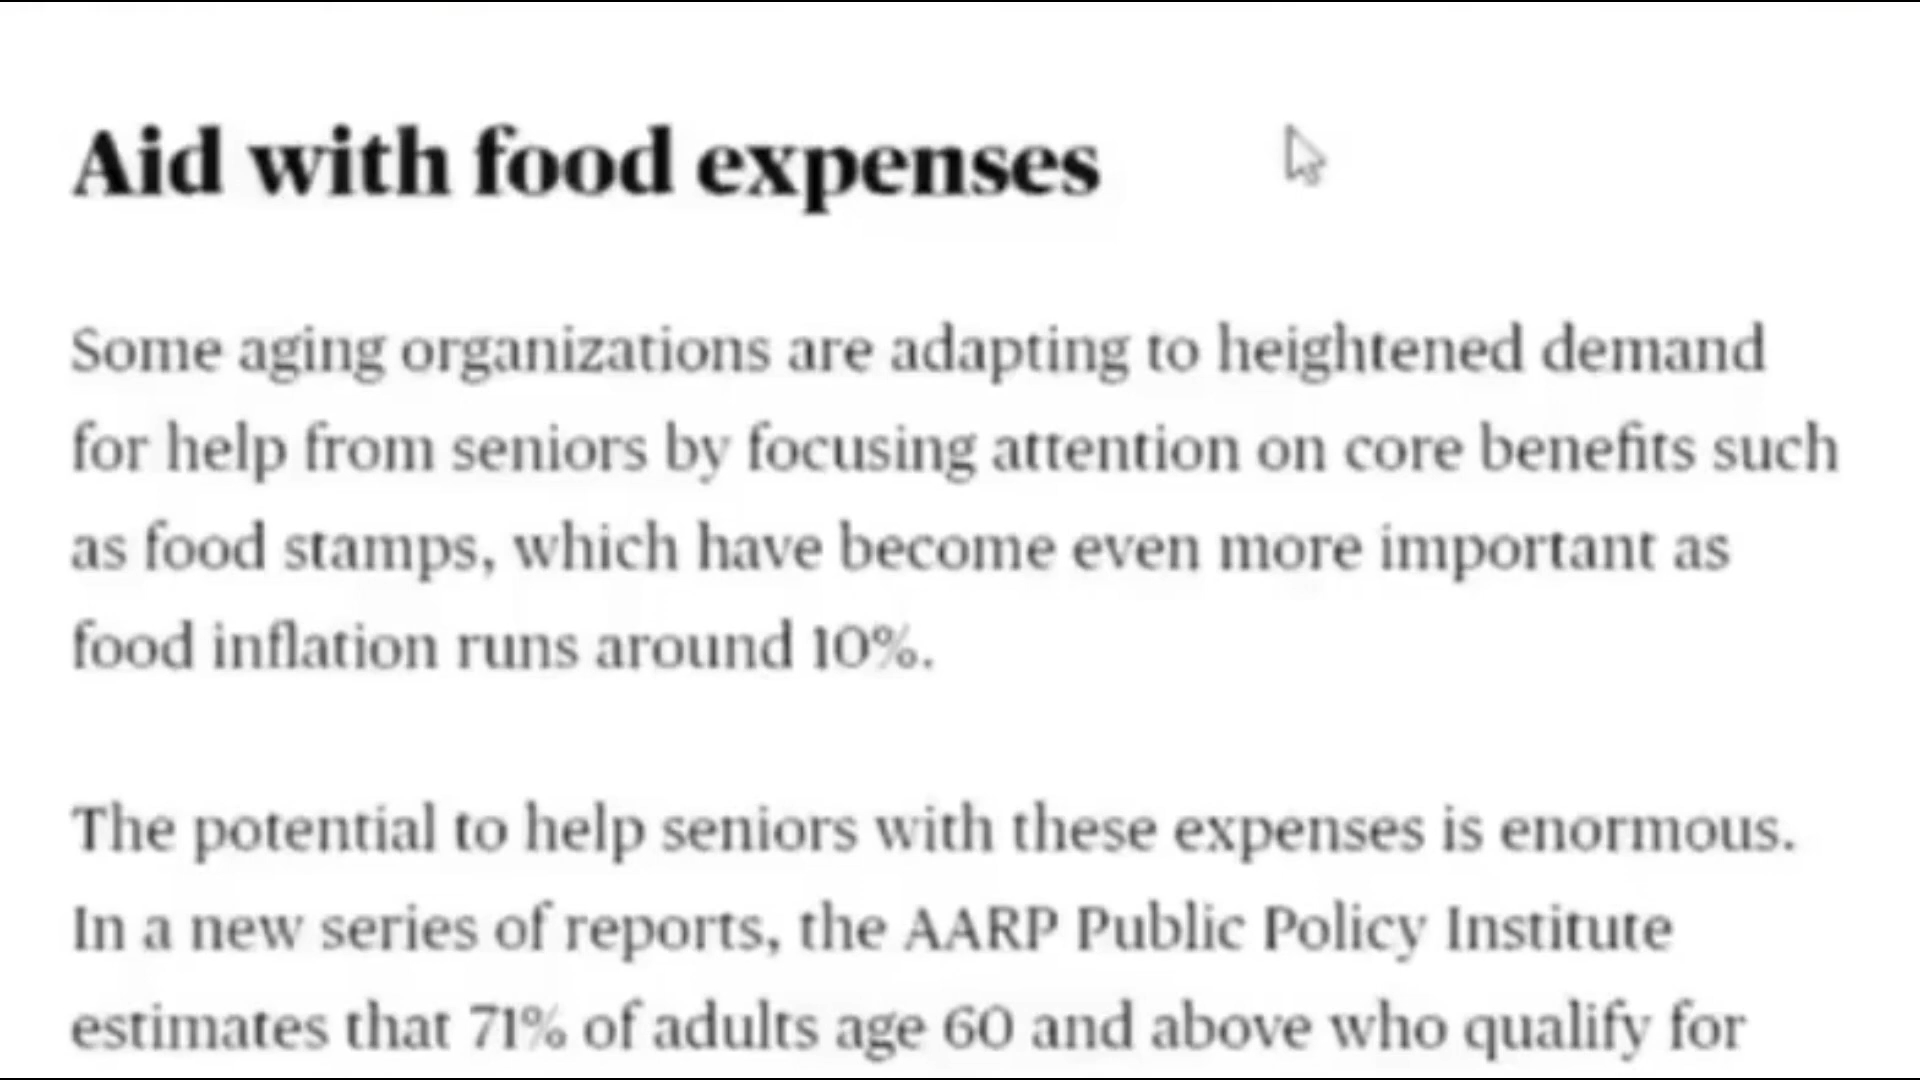 Aid with food expenses
Some aging organizations are adapting to heightened demand
for help from seniors by focusing attention on core benefits such
as food stamps, which have become even more important as
food inflation runs around 10%.
The potential to help seniors with these expenses is enormous.
In a new series of reports, the AARP Public Policy Institute
estimates that 71% of adults age 60 and above who qualify for